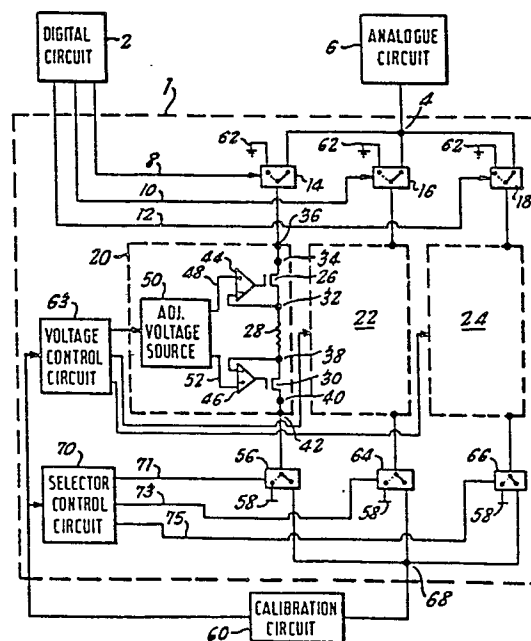 DIGITAL
CIRCUIT
2
6
ANALOGUE
CIRCUIT
1
4
62
62
62
8
14
10
16
12
18
36
20
44
34
50
48
26
32
ADJ.
VOLTAGE
SOURCE
28
22
24
63
VOLTAGE
CONTROL
CIRCUIT
38
52
30
46
40
42
70
71
56
64
66
SELECTOR
CONTROL
CIRCUIT
73
58
58
58
75
68
60
CALIBRATION
CIRCUIT